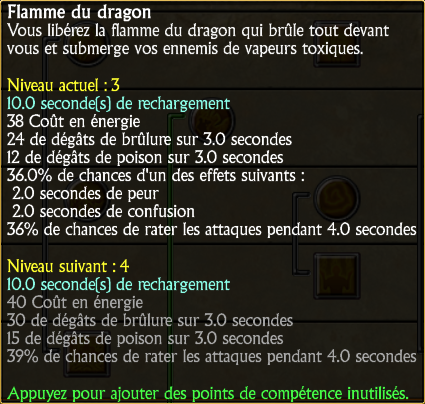 Flamme du dragon
Vous libérez la flamme du dragon qui brûle tout devant
vous et submerge vos ennemis de vapeurs toxiques.
Niveau actuel : 3
10.0 seconde(s) de rechargement
38 Coût en énergie
24 de dégâts de brûlure sur 3.0 secondes
12 de dégâts de poison sur 3.0 secondes
36.0% de chances d'un des effets suivants :
2.0 secondes de peur
2.0 secondes de confusion
36% de chances de rater les attaques pendant 4.0 secondes
Niveau suivant : 4
10.0 seconde(s) de rechargement
40 Coût en énergie
30 de dégâts de brûlure sur 3.0 secondes
15 de dégâts de poison sur 3.0 secondes
39% de chances de rater les attaques pendant 4.0 secondes
Appuyez pour ajouter des points de compétence inutilisés.